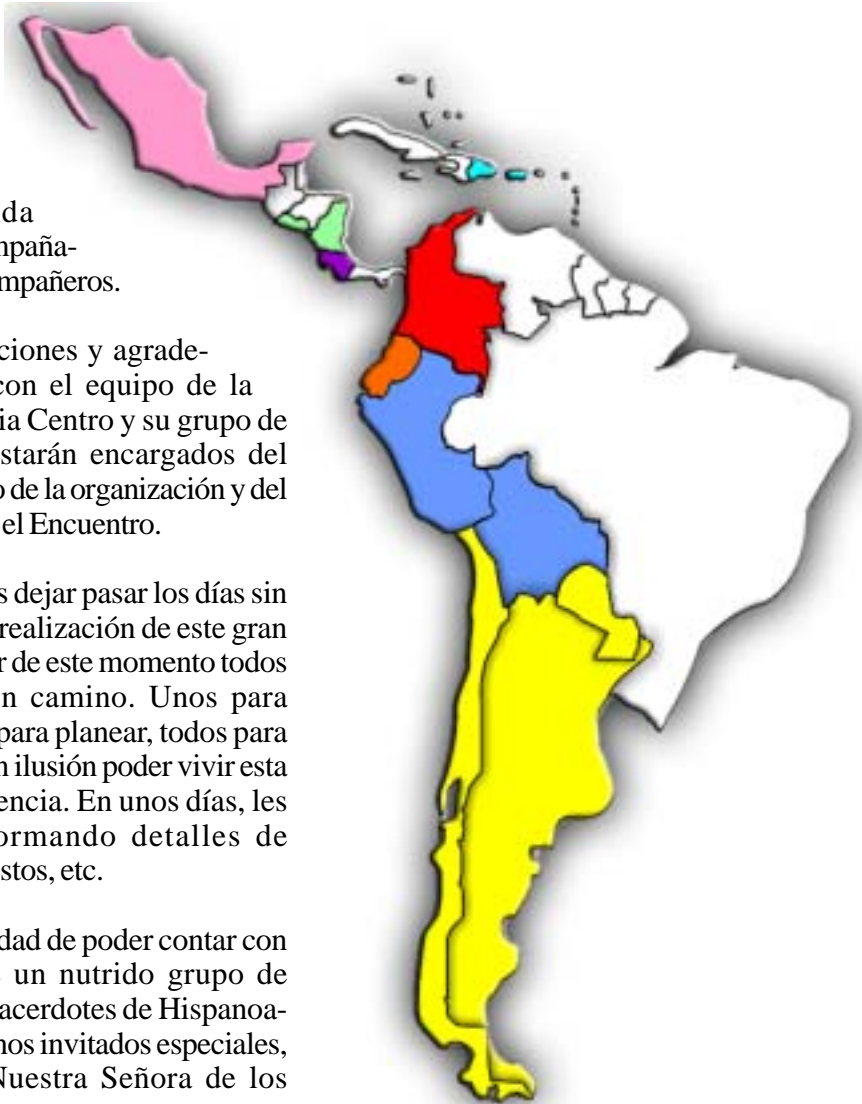 da
mpaña-
mpañeros.
ciones y agrade-
con el equipo de la
ia Centro y su grupo de
starán encargados del
o de la organización y del
el Encuentro.
s dejar pasar los días sin
realización de este gran
r de este momento todos
n camino. Unos para
para planear, todos para
n ilusión poder vivir esta
encia. En unos días, les
ormando detalles de
stos, etc.
dad de poder contar con
un nutrido grupo de
acerdotes de Hispanoa-
nos invitados especiales,
Nuestra Señora de los